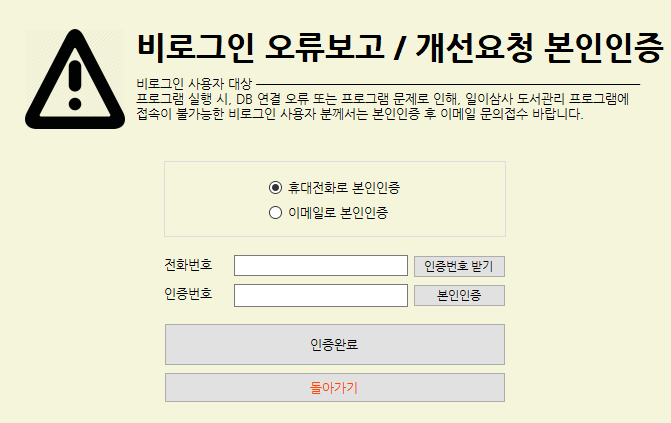 비로그인 오류보고 / 개선요청 본인인증
비로그인 사용자 대상
프로그램 실행 시, DB 연결 오류 또는 프로그램 문제로 인해, 일이삼사 도서관리 프로그램에
접속이 불가능한 비로그인 사용자 분께서는 본인인증 후 이메일 문의접수 바랍니다.
휴대전화로 본인인증
이메일로 본인인증
전화번호 인증번호 받기
인증번호 본인인증
인증완료
돌아가기